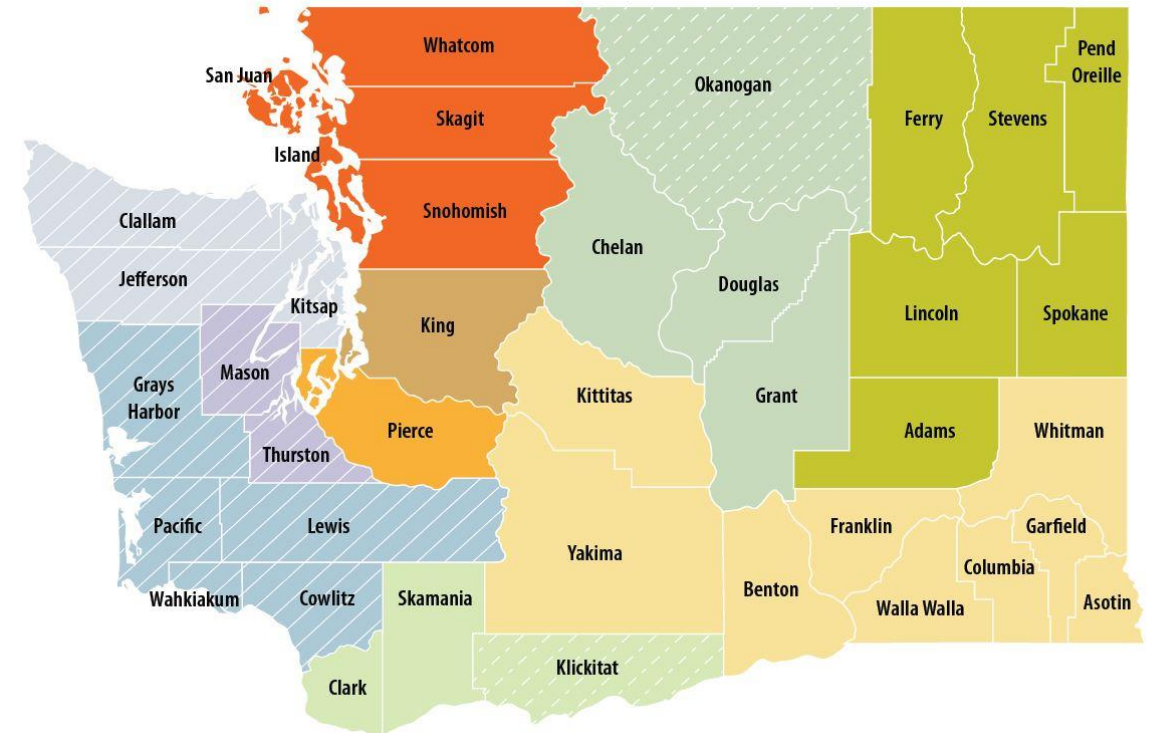 Whatcom
San Juan
Pend
Oreille
Okanogan
Skagit
Ferry
Stevens
Island
Snohomish
Clallam
Chelan
Jefferson
Douglas
Kitsap
King
Lincoln
Spokane
Mason
Grays
Harbor
Kittitas
Grant
Pierce
Adams
Whitman
Thurston
Pacific
Lewis
Franklin
Garfield
Yakima
Columbia
Benton
Wahkiakum
Cowlitz
Skamania
Walla Walla
Asotin
Klickitat
Clark